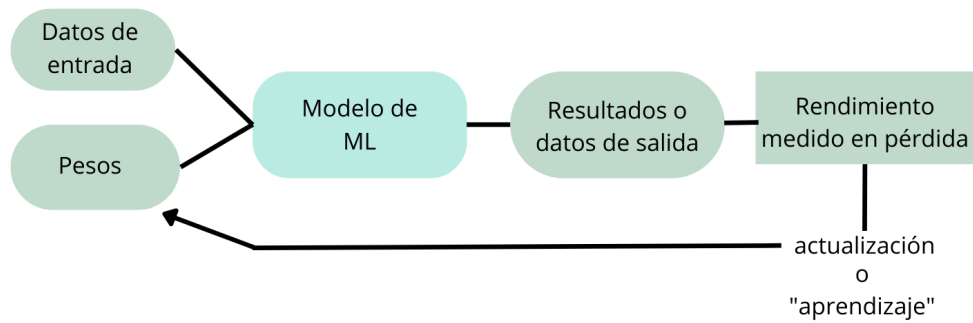 Datos de
entrada
Pesos
Modelo de
ML
Resultados o
datos de salida
Rendimiento
medido en pérdida
actualización
o
"aprendizaje"